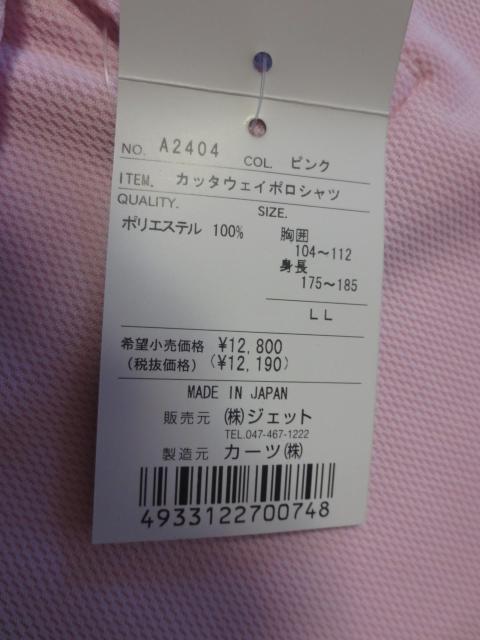 NO. A2404 COL. ピンク
ITEM. カッタウェイポロシャツ
QUALITY. SIZE.
ポリエステル 100% 胸囲
104～112
身長
175～185
LL
希望小売価格 ¥12,800
(税抜価格) (¥12,190)
MADE IN JAPAN
販売元 (株)ジェット
TEL.047-467-1222
製造元 カーツ(株)
4933122700748